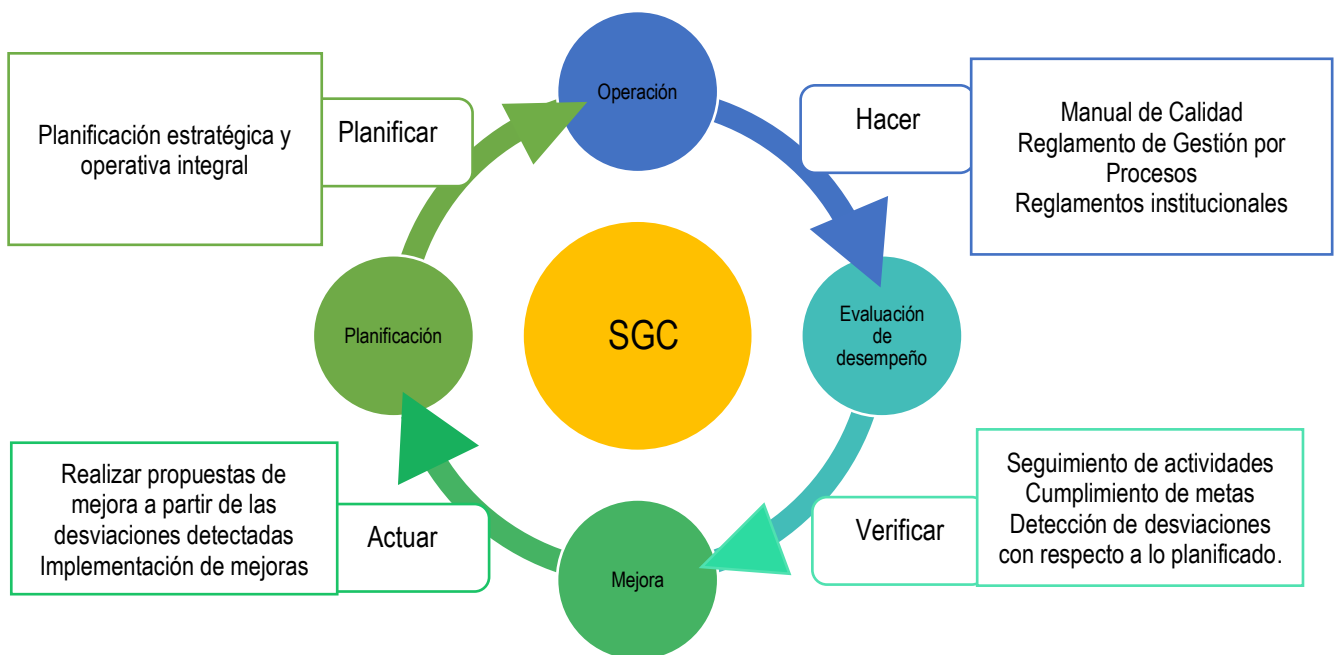 Operación
Planificar
Planificación estratégica y
operativa integral
Hacer
Manual de Calidad
Reglamento de Gestión por
Procesos
Reglamentos institucionales
Planificación
SGC
Evaluación
de
desempeño
Realizar propuestas de
mejora a partir de las
desviaciones detectadas
Implementación de mejoras
Actuar
Mejora
Verificar
Seguimiento de actividades
Cumplimiento de metas
Detección de desviaciones
con respecto a lo planificado.